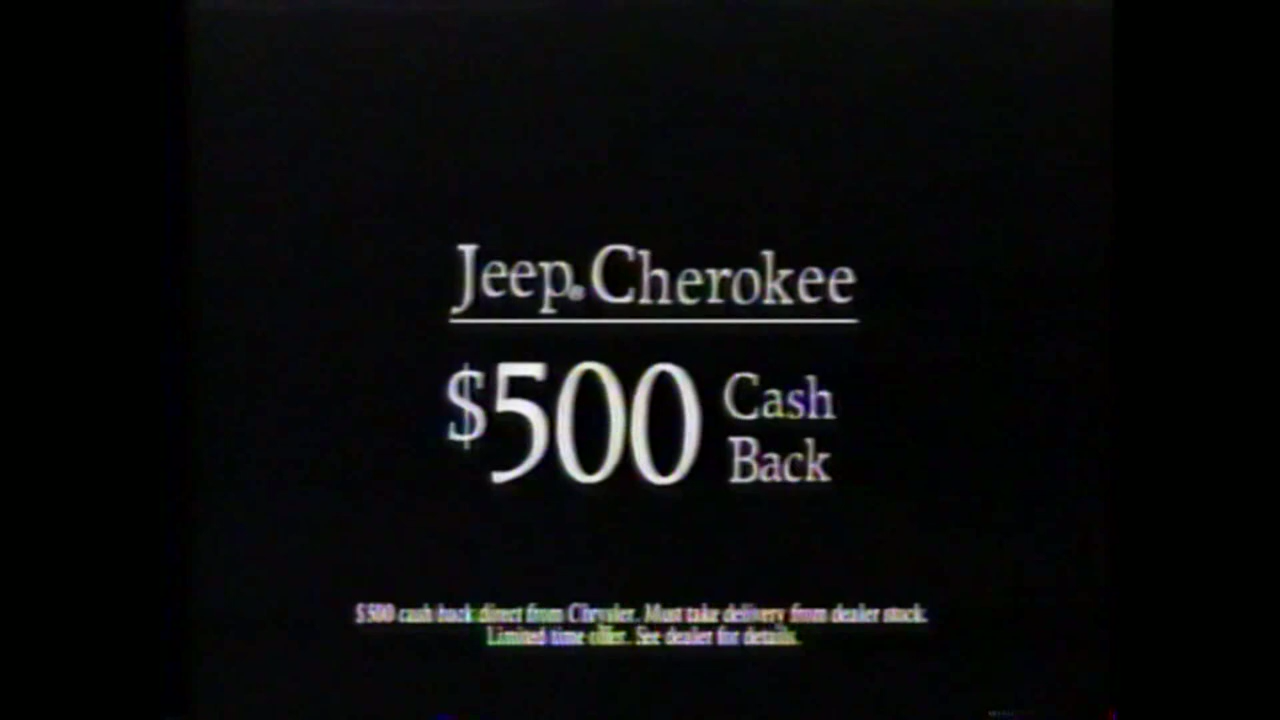 Jeep® Cherokee
$500 Cash
Back
$500 cash back direct from Chrysler. Must take delivery from dealer stock.
Limited time offer. See dealer for details.